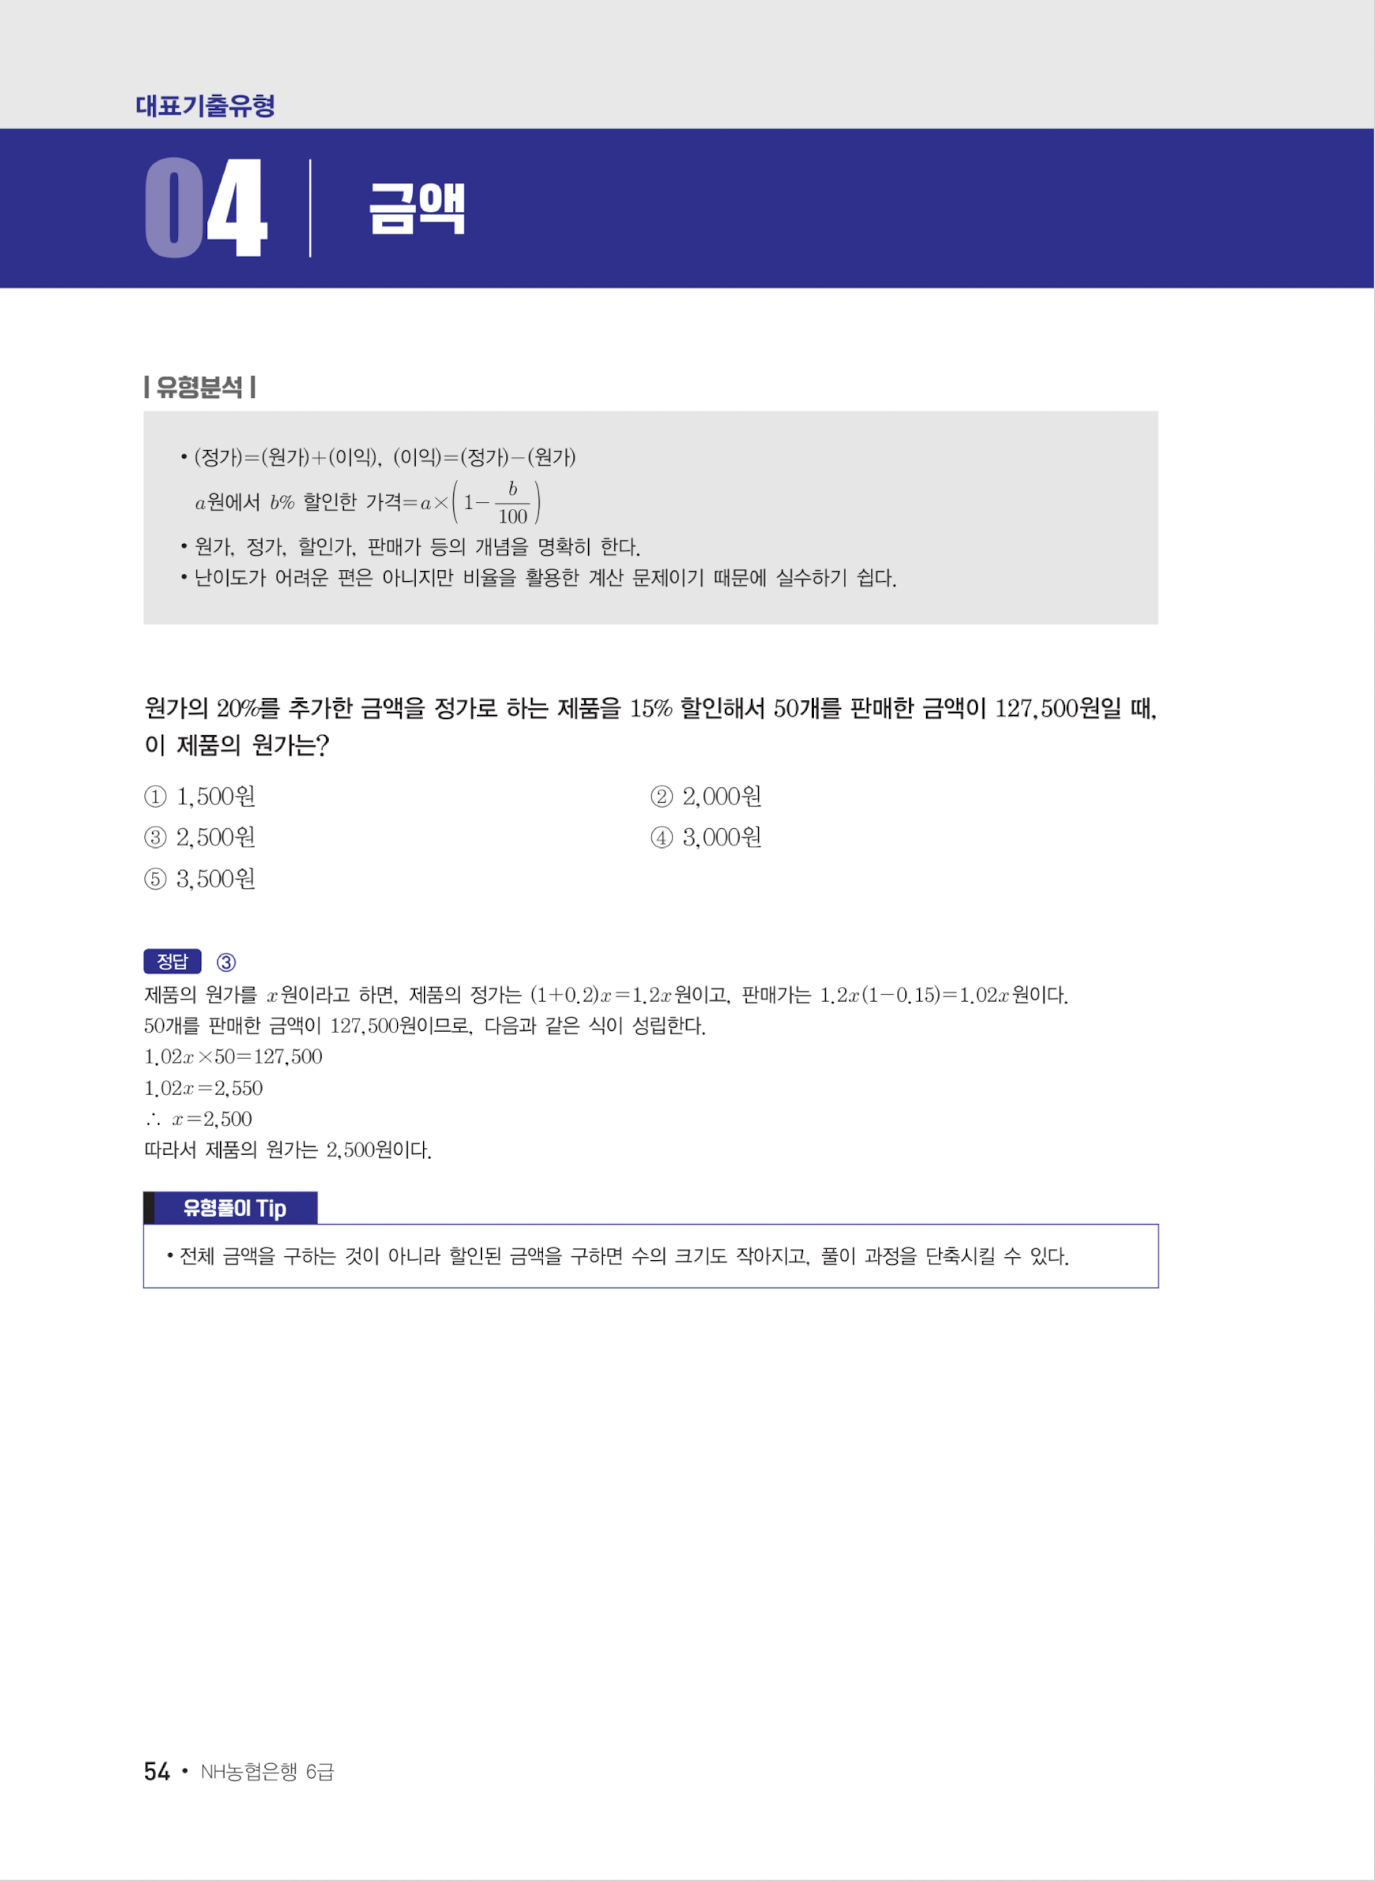 대표기출유형
04 금액
| 유형분석 |
• (정가)=(원가)+(이익), (이익)=(정가)-(원가)
a원에서 b% 할인한 가격=a×(1-b/100)
• 원가, 정가, 할인가, 판매가 등의 개념을 명확히 한다.
• 난이도가 어려운 편은 아니지만 비율을 활용한 계산 문제이기 때문에 실수하기 쉽다.
원가의 20%를 추가한 금액을 정가로 하는 제품을 15% 할인해서 50개를 판매한 금액이 127,500원일 때,
이 제품의 원가는?
① 1,500원 ② 2,000원
③ 2,500원 ④ 3,000원
⑤ 3,500원
정답 ③
제품의 원가를 x원이라고 하면, 제품의 정가는 (1+0.2)x=1.2x원이고, 판매가는 1.2x(1-0.15)=1.02x원이다.
50개를 판매한 금액이 127,500원이므로, 다음과 같은 식이 성립한다.
1.02x×50=127,500
1.02x=2,550
∴ x=2,500
따라서 제품의 원가는 2,500원이다.
유형풀이 Tip
• 전체 금액을 구하는 것이 아니라 할인된 금액을 구하면 수의 크기도 작아지고, 풀이 과정을 단축시킬 수 있다.
54 • NH농협은행 6급